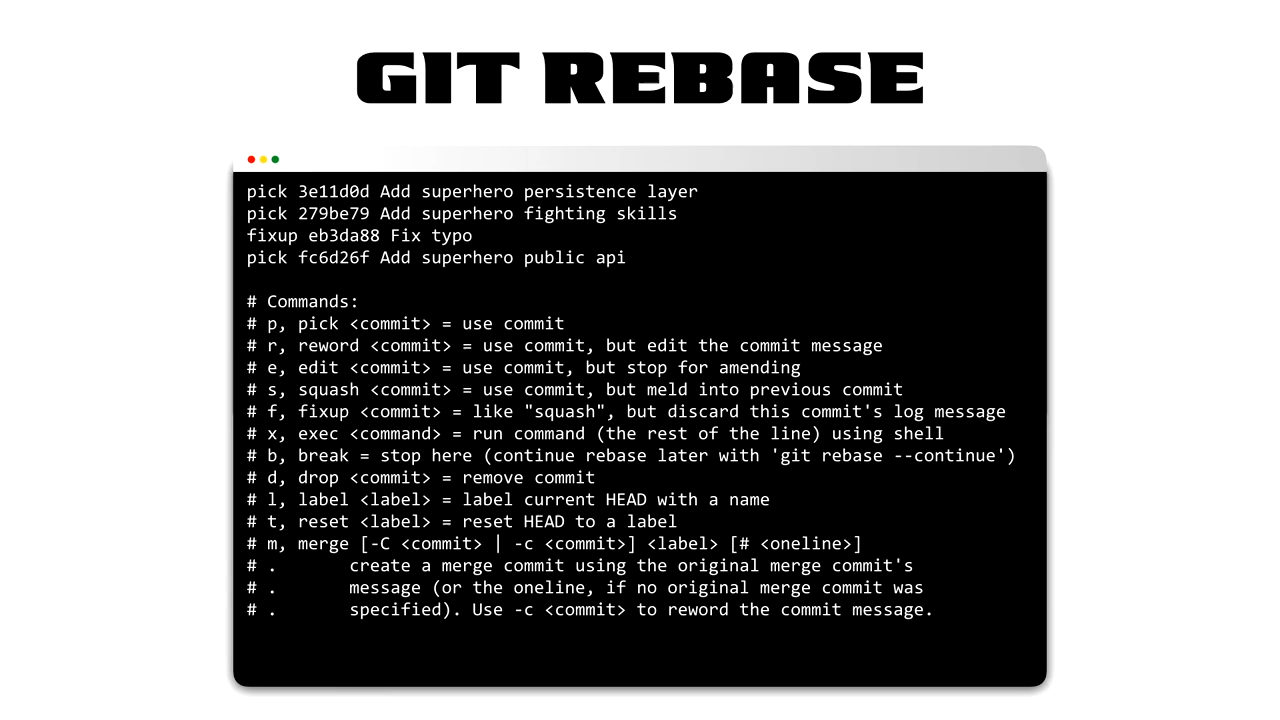 GIT REBASE
pick 3e11d0d Add superhero persistence layer
pick 279be79 Add superhero fighting skills
fixup eb3da88 Fix typo
pick fc6d26f Add superhero public api
# Commands:
# p, pick <commit> = use commit
# r, reword <commit> = use commit, but edit the commit message
# e, edit <commit> = use commit, but stop for amending
# s, squash <commit> = use commit, but meld into previous commit
# f, fixup <commit> = like "squash", but discard this commit's log message
# x, exec <command> = run command (the rest of the line) using shell
# b, break = stop here (continue rebase later with 'git rebase --continue')
# d, drop <commit> = remove commit
# l, label <label> = label current HEAD with a name
# t, reset <label> = reset HEAD to a label
# m, merge [-C <commit> | -c <commit>] <label> [# <oneline>]
# .       create a merge commit using the original merge commit's
# .       message (or the oneline, if no original merge commit was
# .       specified). Use -c <commit> to reword the commit message.